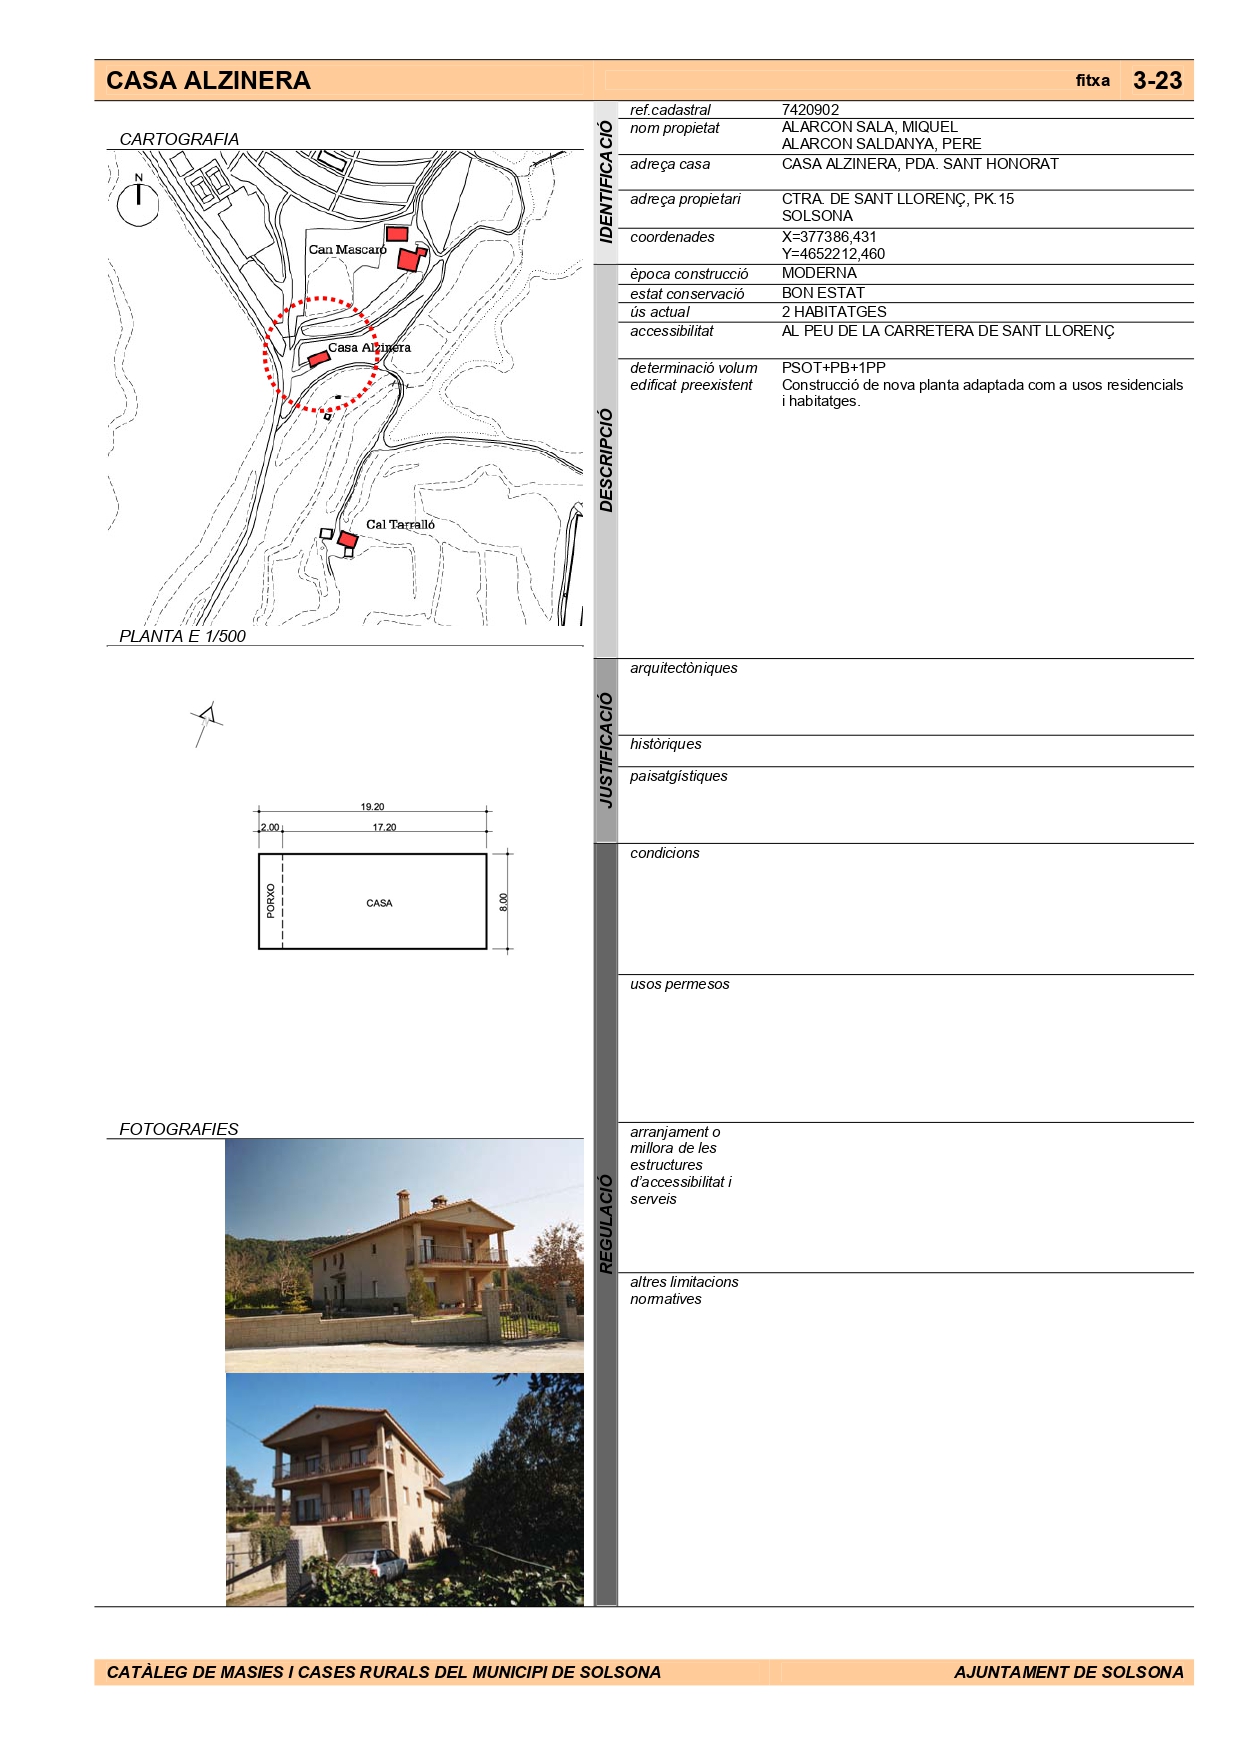 CASA ALZINERA
fitxa 3-23
CARTOGRAFIA
N
Can Mascaró
Casa Alzinera
Cal Tarralló
PLANTA E 1/500
19.20
2.00
17.20
PORXO
CASA
8.00
FOTOGRAFIES
IDENTIFICACIÓ
ref.cadastral 7420902
nom propietat ALARCON SALA, MIQUEL
ALARCON SALDANYA, PERE
adreça casa CASA ALZINERA, PDA. SANT HONORAT
adreça propietari CTRA. DE SANT LLORENÇ, PK.15
SOLSONA
coordenades X=377386,431
Y=4652212,460
DESCRIPCIÓ
època construcció MODERNA
estat conservació BON ESTAT
ús actual 2 HABITATGES
accessibilitat AL PEU DE LA CARRETERA DE SANT LLORENÇ
determinació volum PSOT+PB+1PP
edificat preexistent Construcció de nova planta adaptada com a usos residencials
i habitatges.
JUSTIFICACIÓ
arquitectòniques
històriques
paisatgístiques
REGULACIÓ
condicions
usos permesos
arranjament o
millora de les
estructures
d'accessibilitat i
serveis
altres limitacions
normatives
CATÀLEG DE MASIES I CASES RURALS DEL MUNICIPI DE SOLSONA
AJUNTAMENT DE SOLSONA